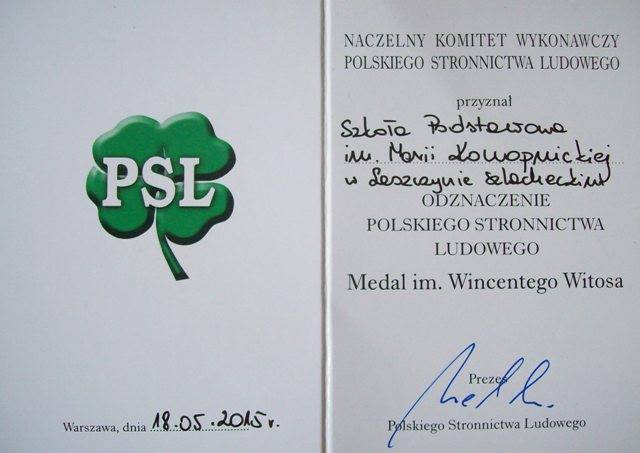 PSL
Warszawa, dnia 18.05.2015r.
NACZELNY KOMITET WYKONAWCZY
POLSKIEGO STRONNICTWA LUDOWEGO
przyznał
Szkoła Podstawowa
im. Marii Konopnickiej
w Leszczynie Szlacheckim
ODZNACZENIE
POLSKIEGO STRONNICTWA
LUDOWEGO
Medal im. Wincentego Witosa
Prezes
Polskiego Stronnictwa Ludowego